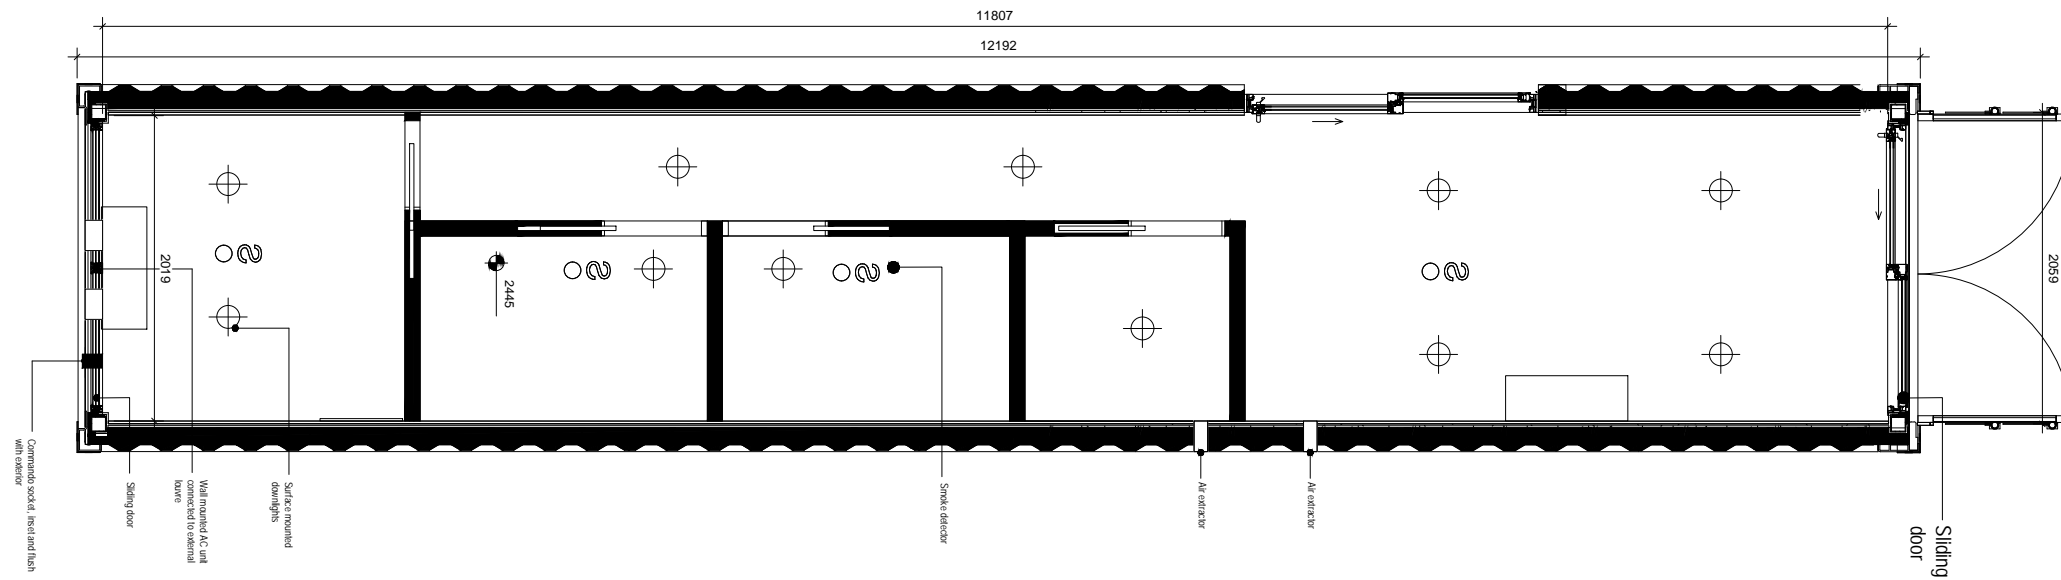 11807
12192
2019
2445
2059
S
S
S
S
Commando socket, inset and flush
with exterior
Sliding door
Wall mounted AC unit
connected to external
louvre
Surface mounted
downlights
Smoke detector
Air extractor
Air extractor
Sliding
door